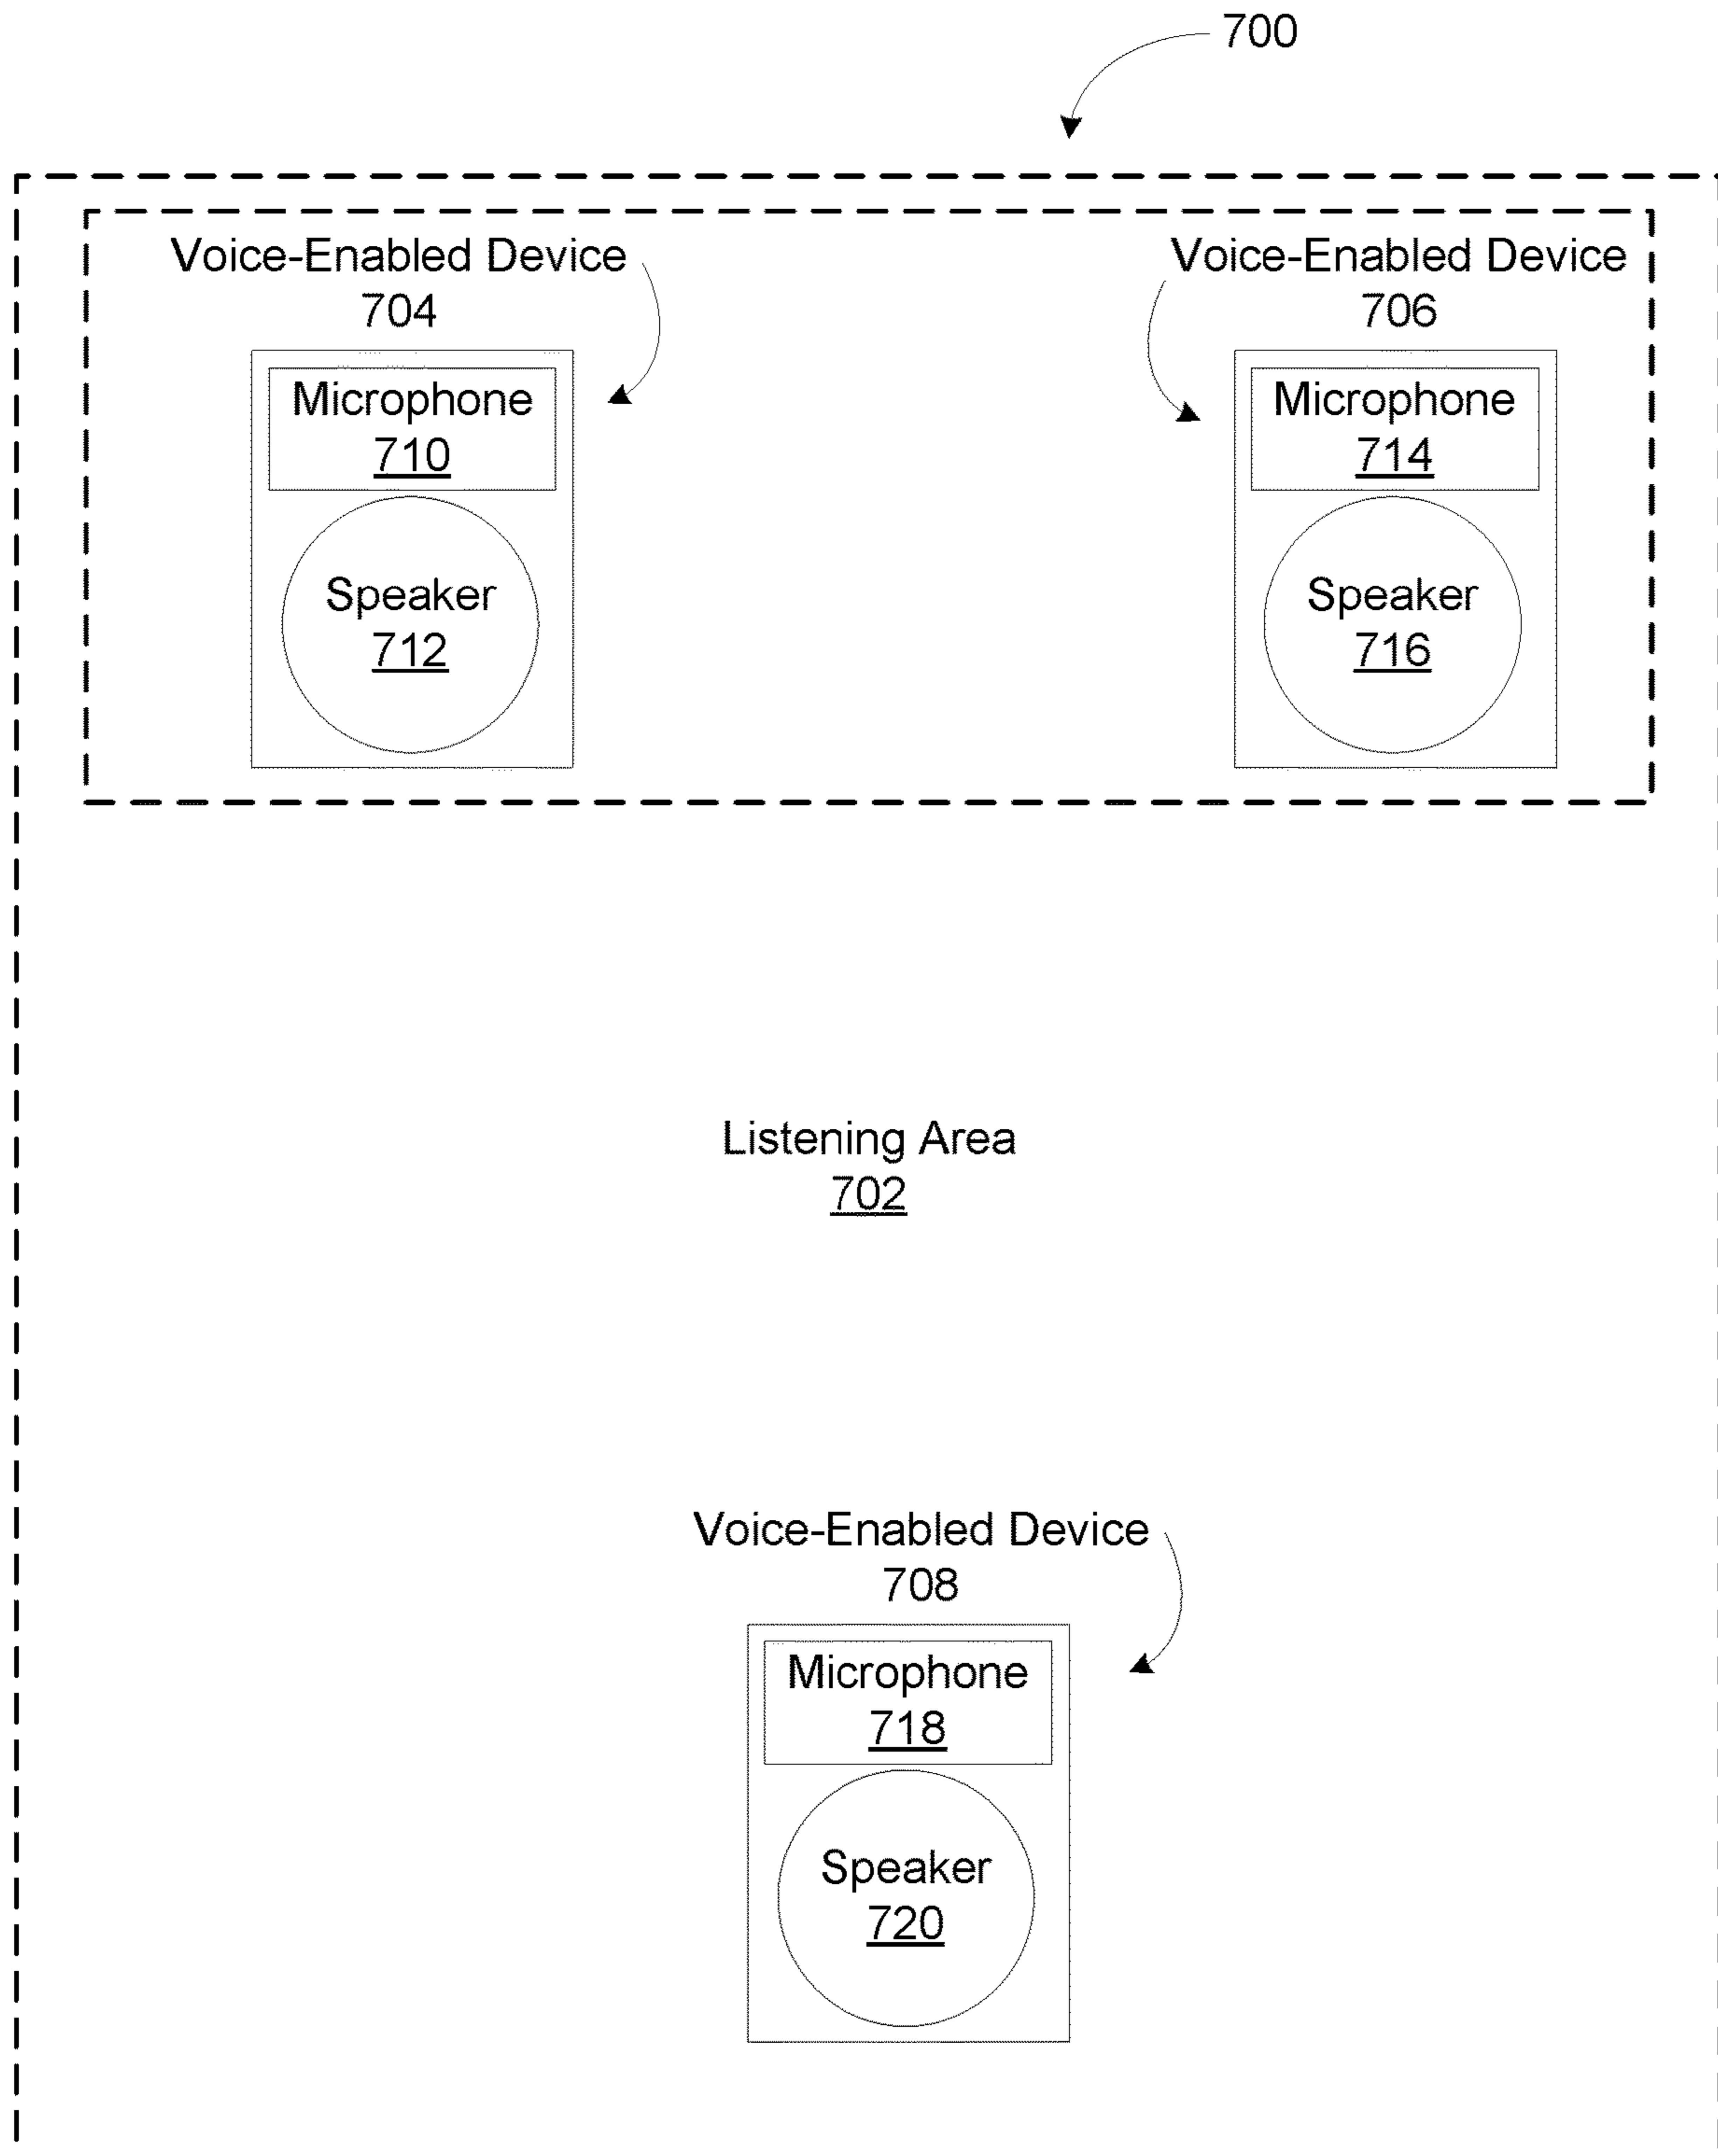 700
Voice-Enabled Device
704
Voice-Enabled Device
706
Microphone
710
Microphone
714
Speaker
712
Speaker
716
Listening Area
702
Voice-Enabled Device
708
Microphone
718
Speaker
720